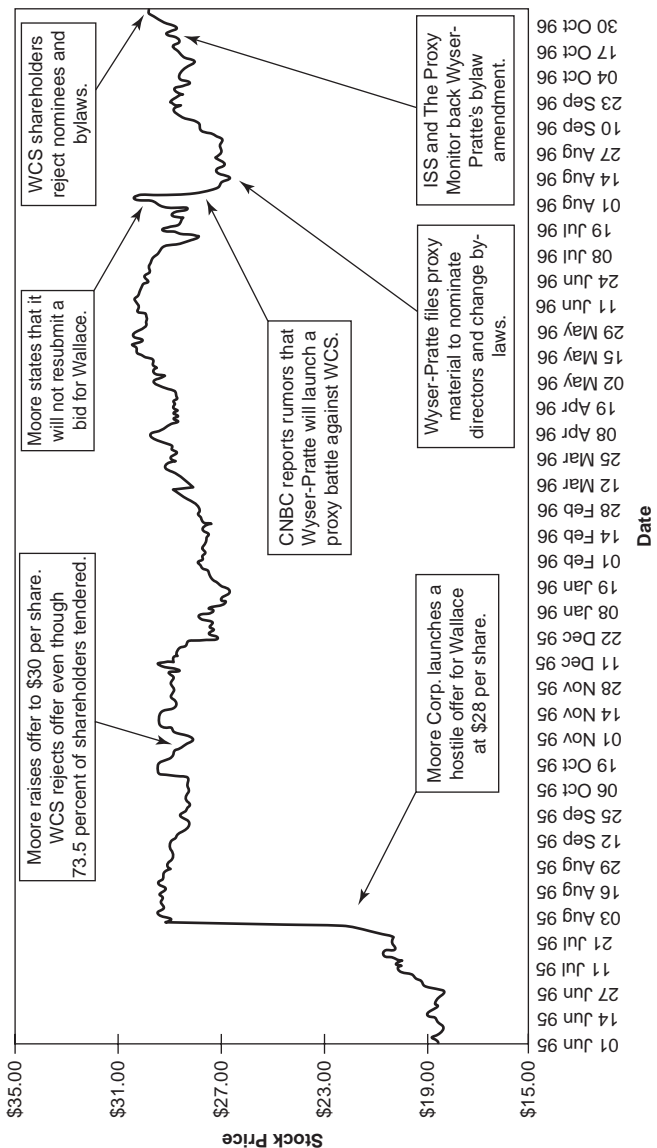 $35.00
$31.00
$27.00
$23.00
$19.00
$15.00
Stock Price
Moore raises offer to $30 per share.
WCS rejects offer even though
73.5 percent of shareholders tendered.
Moore states that it
will not resubmit a
bid for Wallace.
WCS shareholders
reject nominees and
bylaws.
CNBC reports rumors that
Wyser-Pratte will launch a
proxy battle against WCS.
Moore Corp. launches a
hostile offer for Wallace
at $28 per share.
Wyser-Pratte files proxy
material to nominate
directors and change by-
laws.
ISS and The Proxy
Monitor back Wyser-
Pratte's bylaw
amendment.
01 Jun 95
14 Jun 95
27 Jun 95
11 Jul 95
21 Jul 95
03 Aug 95
16 Aug 95
29 Aug 95
12 Sep 95
25 Sep 95
06 Oct 95
19 Oct 95
01 Nov 95
14 Nov 95
28 Nov 95
11 Dec 95
22 Dec 95
08 Jan 96
19 Jan 96
01 Feb 96
14 Feb 96
28 Feb 96
12 Mar 96
25 Mar 96
08 Apr 96
19 Apr 96
02 May 96
15 May 96
29 May 96
11 Jun 96
24 Jun 96
08 Jul 96
19 Jul 96
01 Aug 96
14 Aug 96
27 Aug 96
10 Sep 96
23 Sep 96
04 Oct 96
17 Oct 96
30 Oct 96
Date